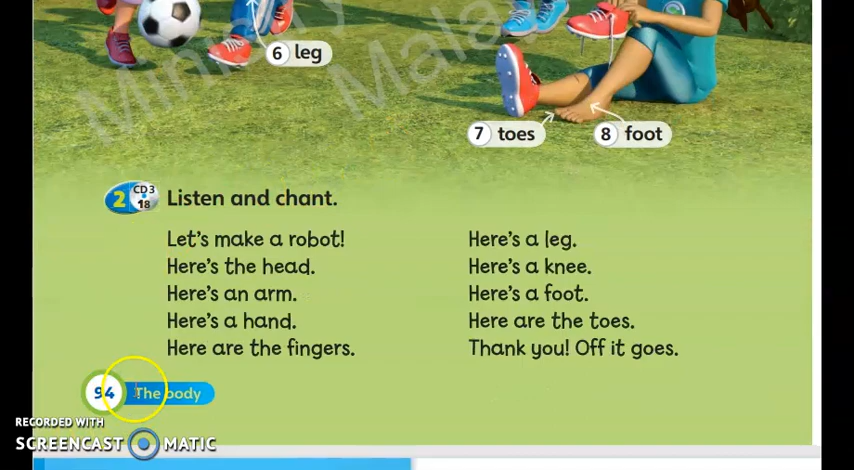 6 leg
7 toes
8 foot
2 CD3 18 Listen and chant.
Let's make a robot!
Here's the head.
Here's an arm.
Here's a hand.
Here are the fingers.
Here's a leg.
Here's a knee.
Here's a foot.
Here are the toes.
Thank you! Off it goes.
94 The body
RECORDED WITH
SCREENCAST MATIC